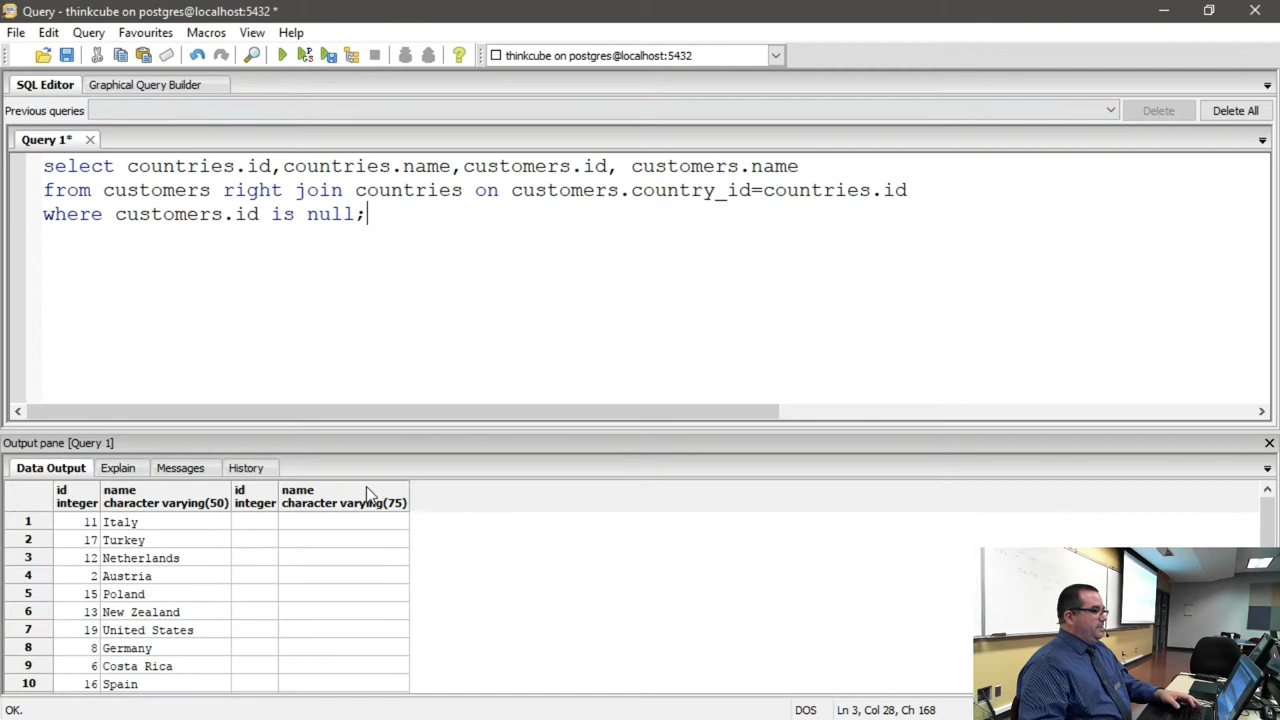 Query - thinkcube on postgres@localhost:5432 *
File Edit Query Favourites Macros View Help
thinkcube on postgres@localhost:5432
SQL Editor Graphical Query Builder
Previous queries Delete Delete All
Query 1*
select countries.id,countries.name,customers.id, customers.name
from customers right join countries on customers.country_id=countries.id
where customers.id is null;
Output pane [Query 1]
Data Output Explain Messages History
id name id name
integer character varying(50) integer character varying(75)
1 11 Italy
2 17 Turkey
3 12 Netherlands
4 2 Austria
5 15 Poland
6 13 New Zealand
7 19 United States
8 8 Germany
9 6 Costa Rica
10 16 Spain
OK. DOS Ln 3, Col 28, Ch 168